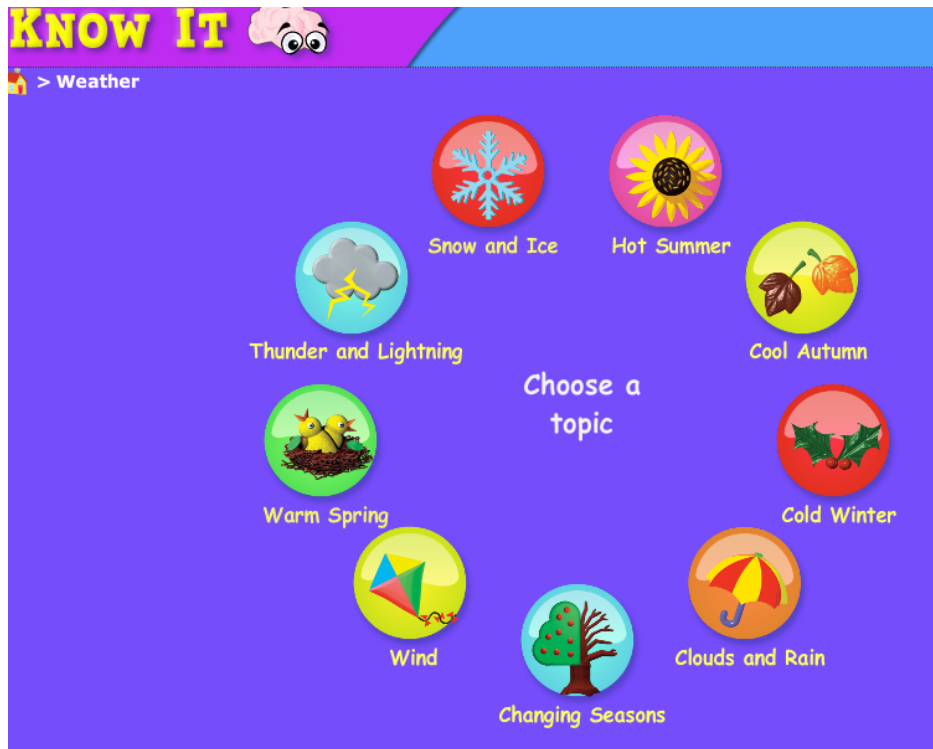 KNOW IT
> Weather
Snow and Ice
Hot Summer
Thunder and Lightning
Cool Autumn
Choose a
topic
Warm Spring
Cold Winter
Wind
Clouds and Rain
Changing Seasons